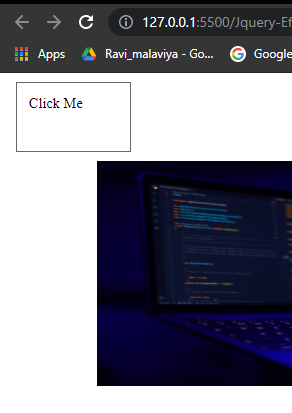 127.0.0.1:5500/Jquery-Ef
Apps Ravi_malaviya - Go... Google
Click Me